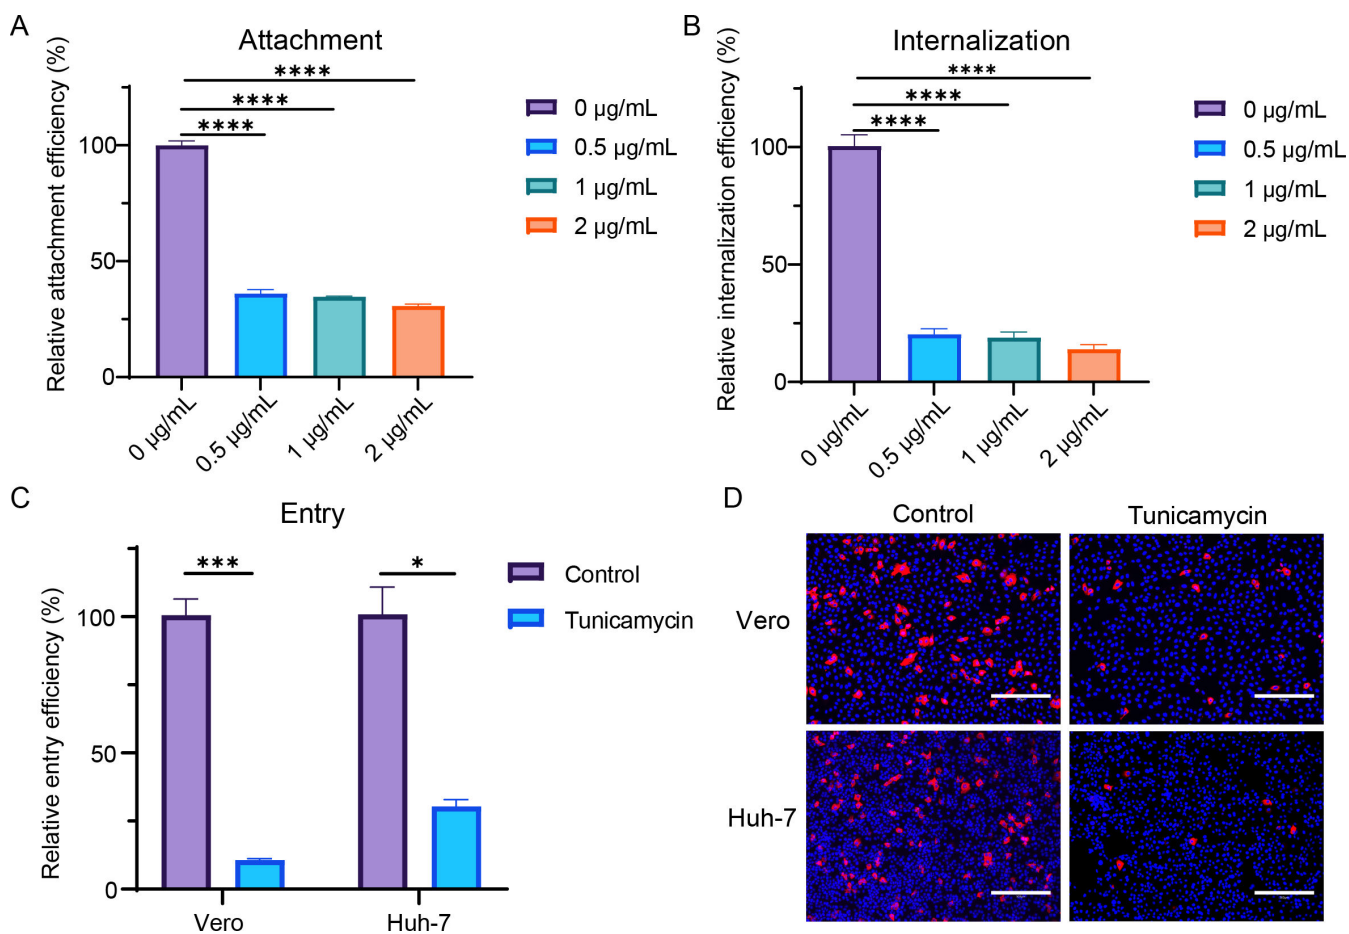 A
Attachment
Relative attachment efficiency (%)
100
50
0
****
****
****
0 µg/mL
0.5 µg/mL
1 µg/mL
2 µg/mL
0 µg/mL
0.5 µg/mL
1 µg/mL
2 µg/mL
B
Internalization
Relative internalization efficiency (%)
100
50
0
****
****
****
0 µg/mL
0.5 µg/mL
1 µg/mL
2 µg/mL
0 µg/mL
0.5 µg/mL
1 µg/mL
2 µg/mL
C
Entry
Relative entry efficiency (%)
100
50
0
***
*
Vero
Huh-7
Control
Tunicamycin
D
Control
Tunicamycin
Vero
Huh-7